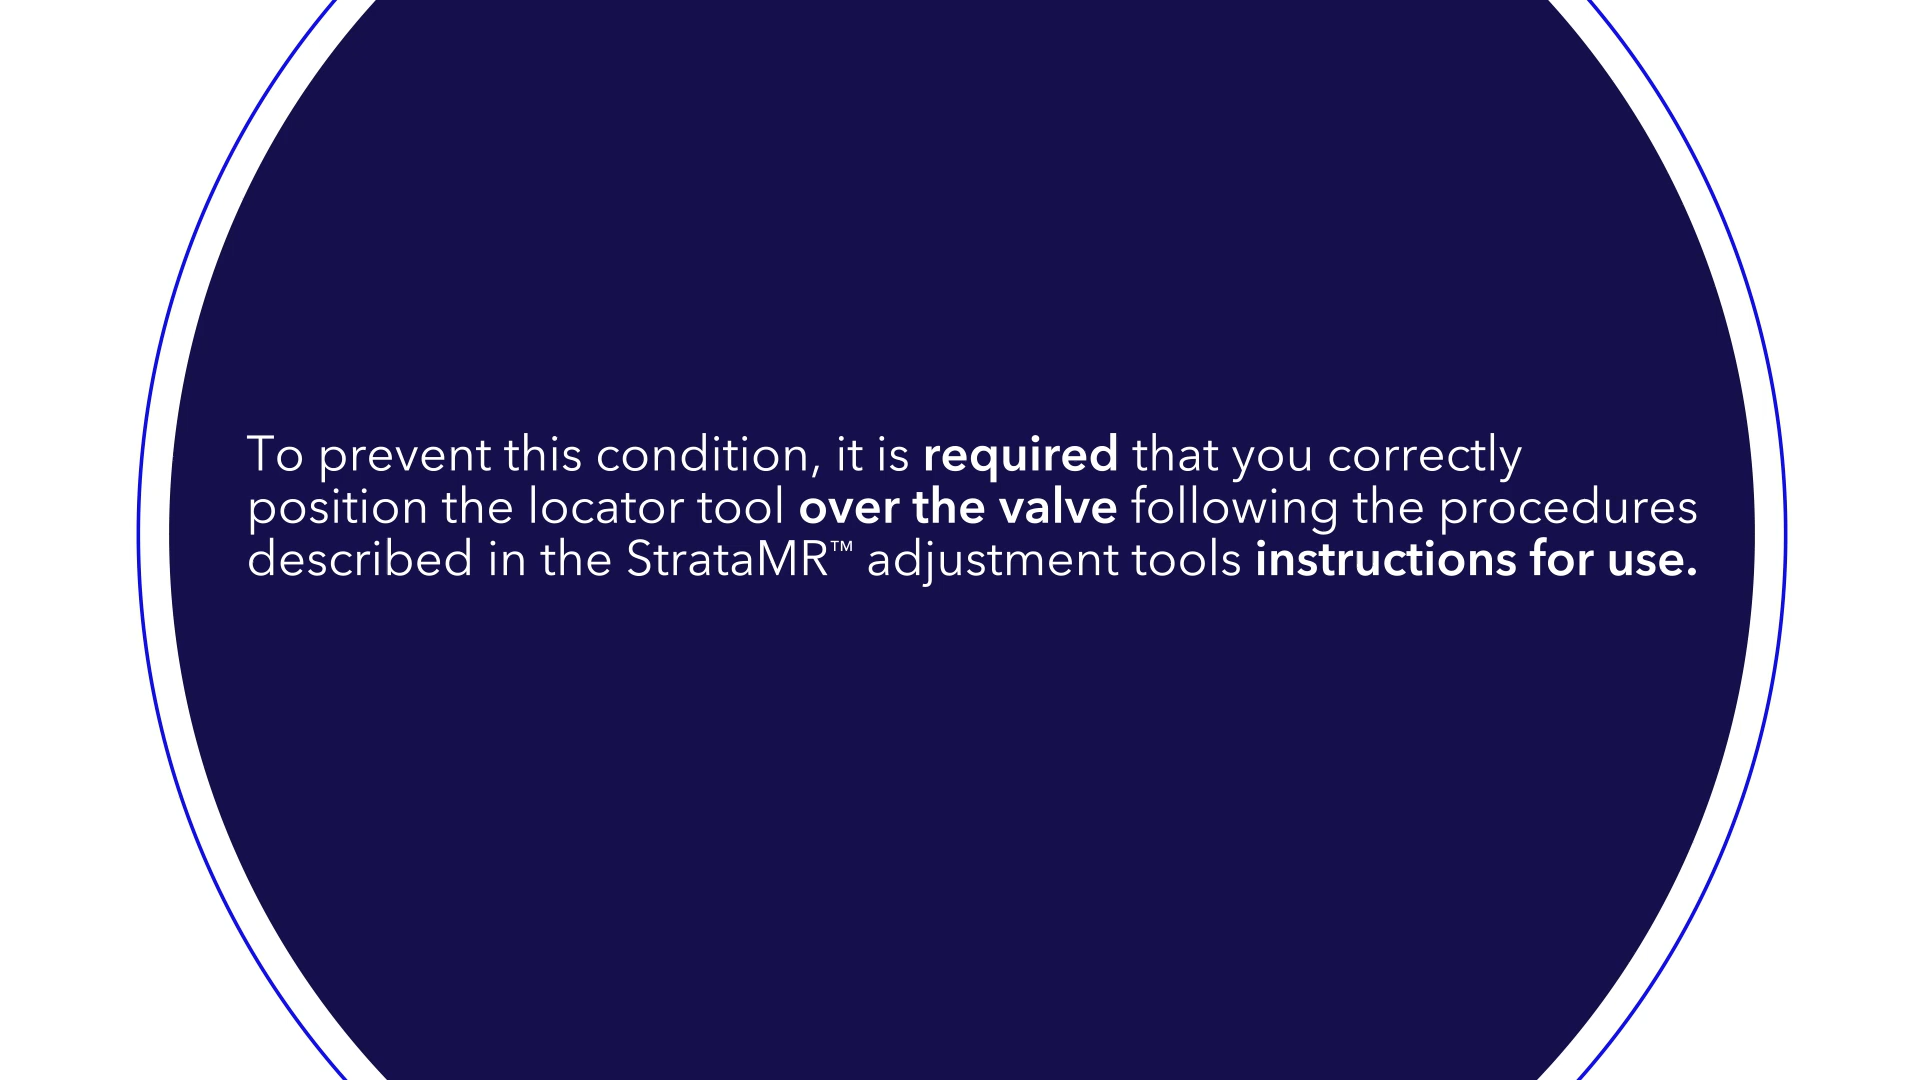 To prevent this condition, it is required that you correctly
position the locator tool over the valve following the procedures
described in the StrataMR™ adjustment tools instructions for use.